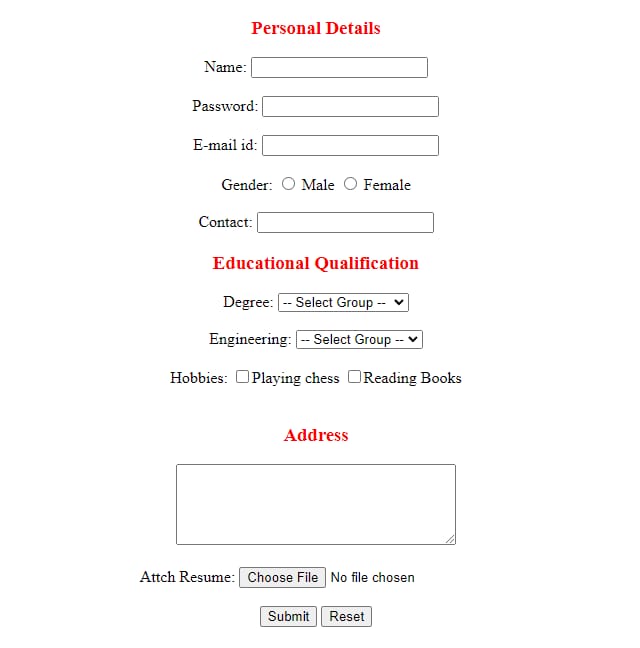 Personal Details
Name:
Password:
E-mail id:
Gender: Male Female
Contact:
Educational Qualification
Degree: -- Select Group --
Engineering: -- Select Group --
Hobbies: Playing chess Reading Books
Address
Attch Resume: Choose File No file chosen
Submit Reset